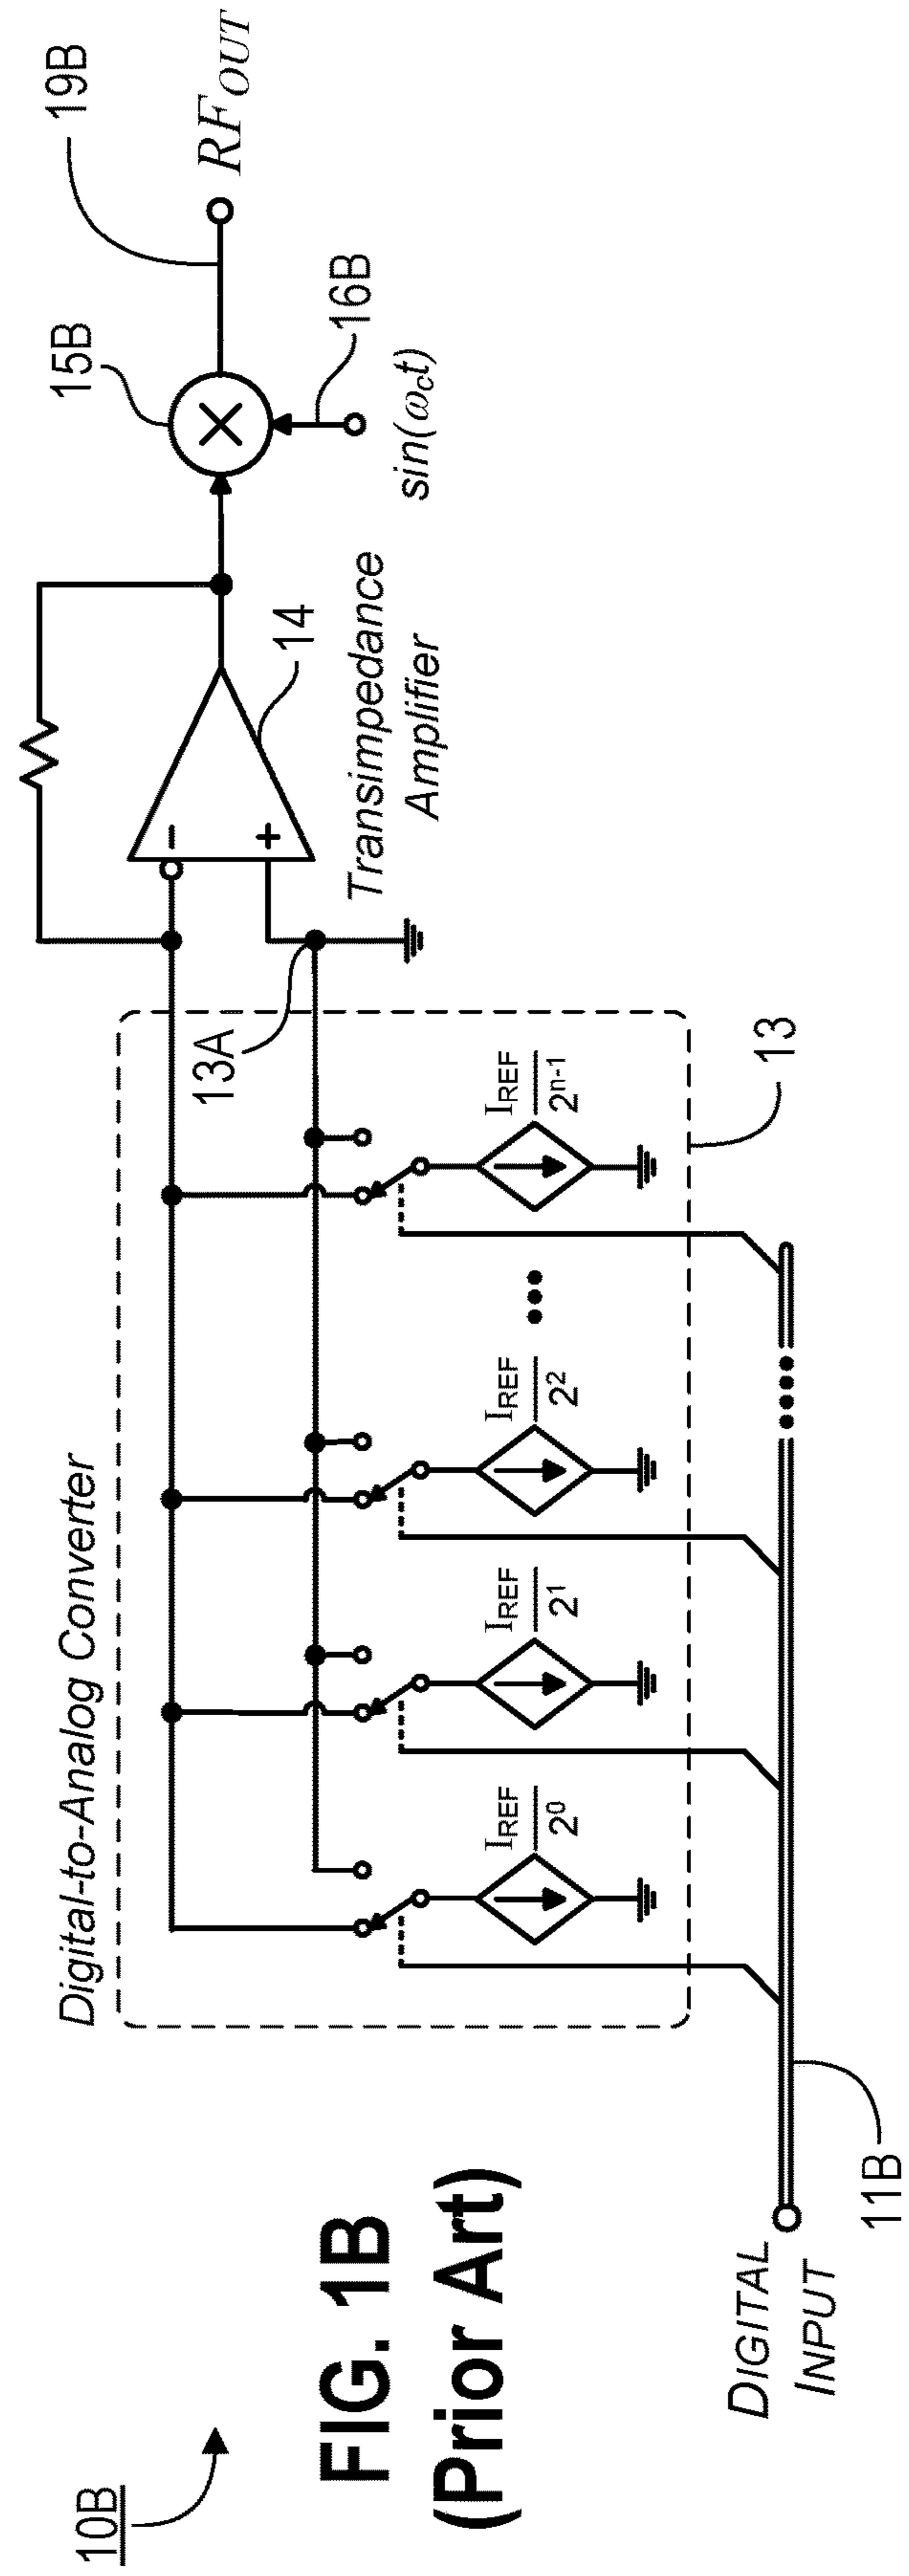 10B
FIG. 1B
(Prior Art)
Digital-to-Analog Converter
13A
I_REF
2^0
I_REF
2^1
I_REF
2^2
I_REF
2^(n-1)
13
DIGITAL
INPUT
11B
-
+
14
Transimpedance
Amplifier
15B
16B
sin(ω_c t)
19B
RF_OUT